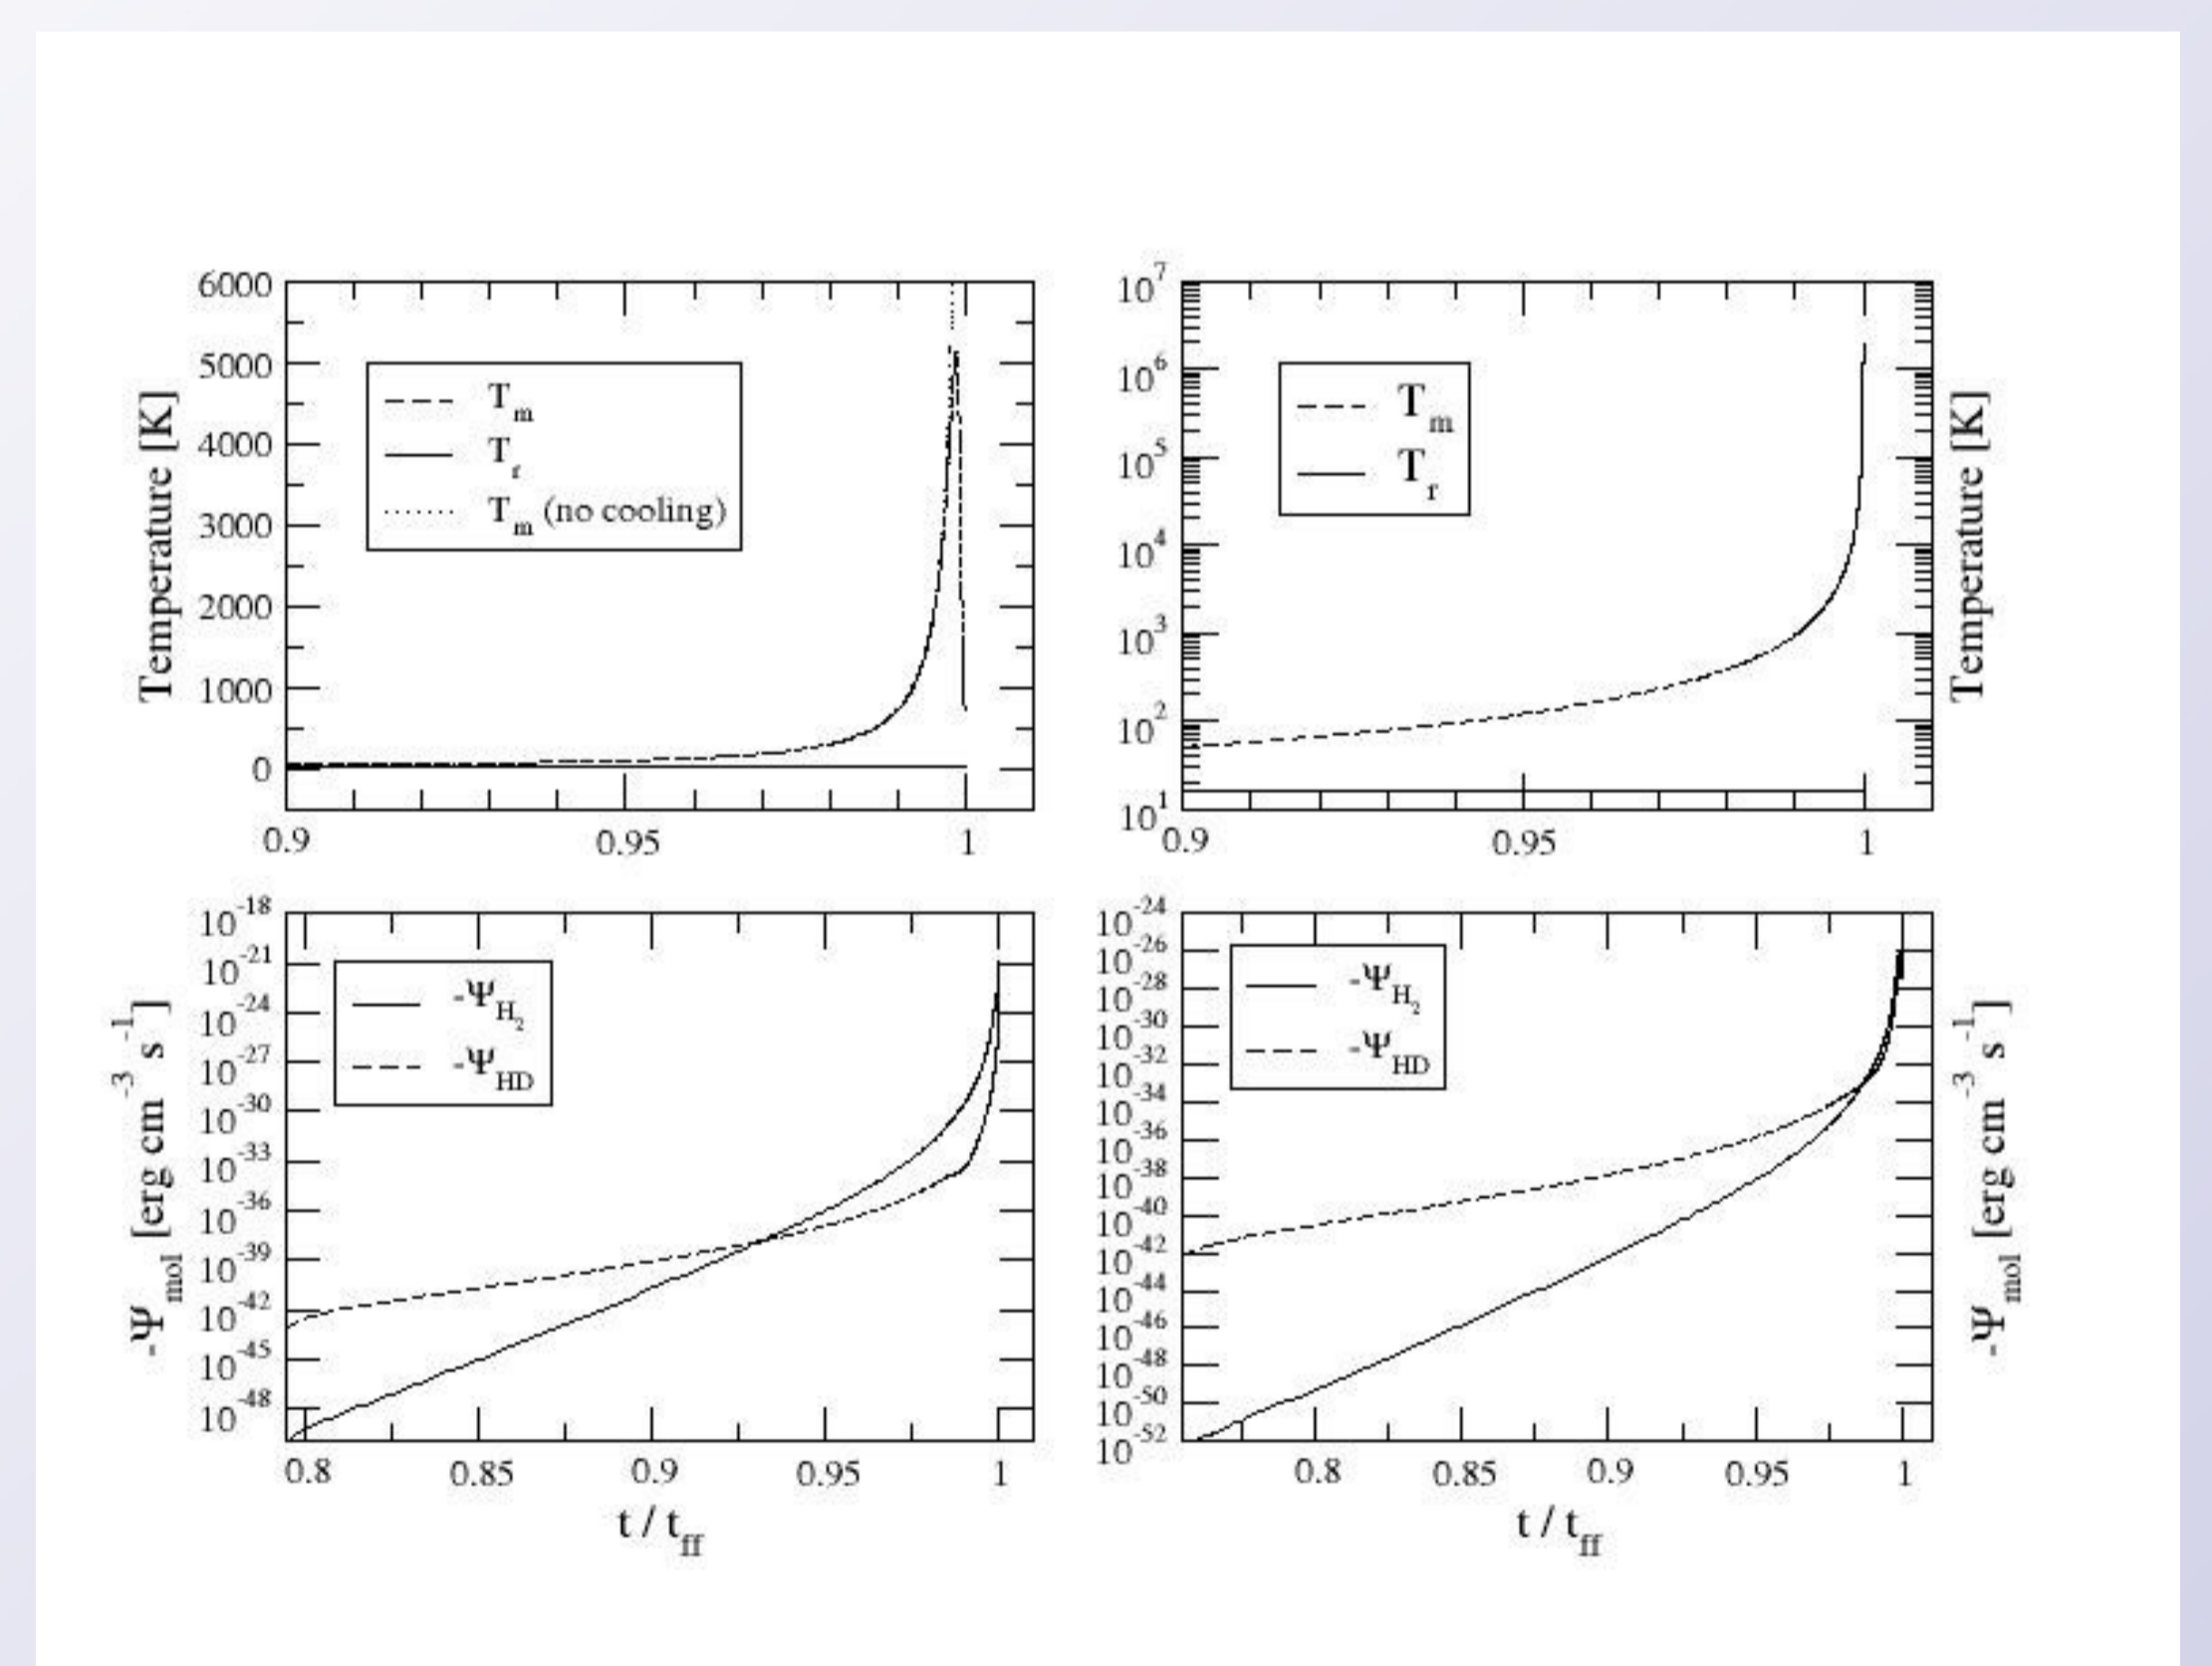 6000
5000
4000
3000
2000
1000
0
Temperature [K]
T_m
T_r
T_m (no cooling)
0.9 0.95 1
10^7
10^6
10^5
10^4
10^3
10^2
10^1
Temperature [K]
T_m
T_r
0.9 0.95 1
10^-18
10^-21
10^-24
10^-27
10^-30
10^-33
10^-36
10^-39
10^-42
10^-45
10^-48
-Ψ_mol [erg cm^-3 s^-1]
-Ψ_H_2
-Ψ_HD
0.8 0.85 0.9 0.95 1
t / t_ff
10^-24
10^-26
10^-28
10^-30
10^-32
10^-34
10^-36
10^-38
10^-40
10^-42
10^-44
10^-46
10^-48
10^-50
10^-52
-Ψ_mol [erg cm^-3 s^-1]
-Ψ_H_2
-Ψ_HD
0.8 0.85 0.9 0.95 1
t / t_ff